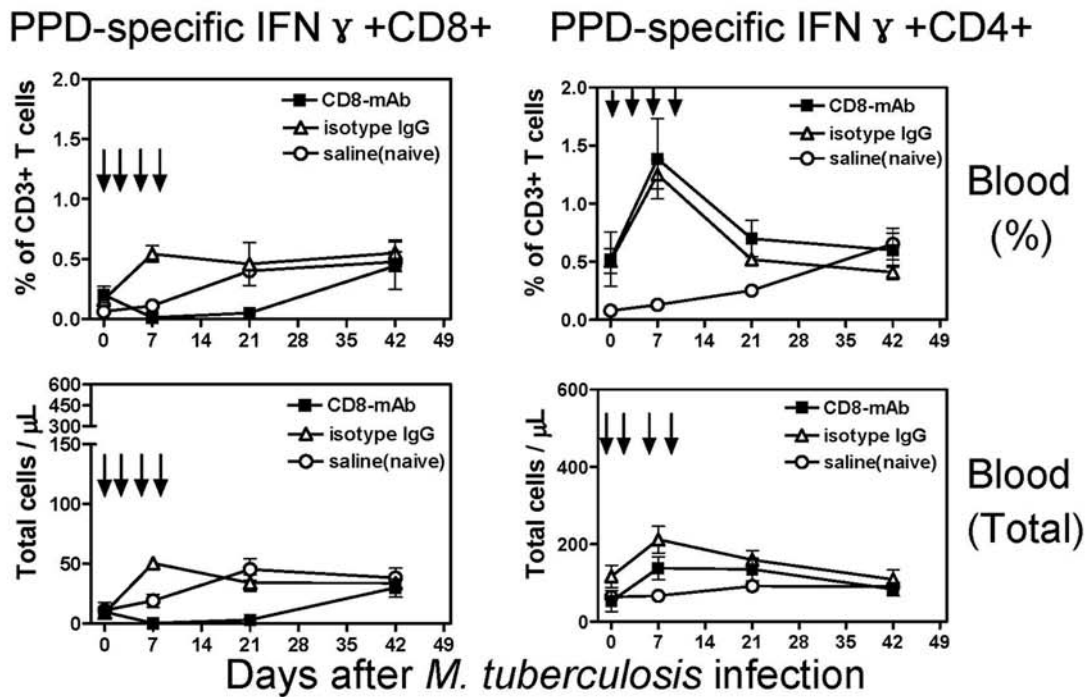 PPD-specific IFN ɣ +CD8+
PPD-specific IFN ɣ +CD4+
% of CD3+ T cells
2.0
1.5
1.0
0.5
0.0
CD8-mAb
isotype IgG
saline(naive)
0 7 14 21 28 35 42 49
% of CD3+ T cells
2.0
1.5
1.0
0.5
0.0
CD8-mAb
isotype IgG
saline(naive)
0 7 14 21 28 35 42 49
Blood
(%)
Total cells / μL
600
450
300
150
100
50
0
CD8-mAb
isotype IgG
saline(naive)
0 7 14 21 28 35 42 49
Total cells / μL
600
400
200
0
CD8-mAb
isotype IgG
saline(naive)
0 7 14 21 28 35 42 49
Blood
(Total)
Days after M. tuberculosis infection